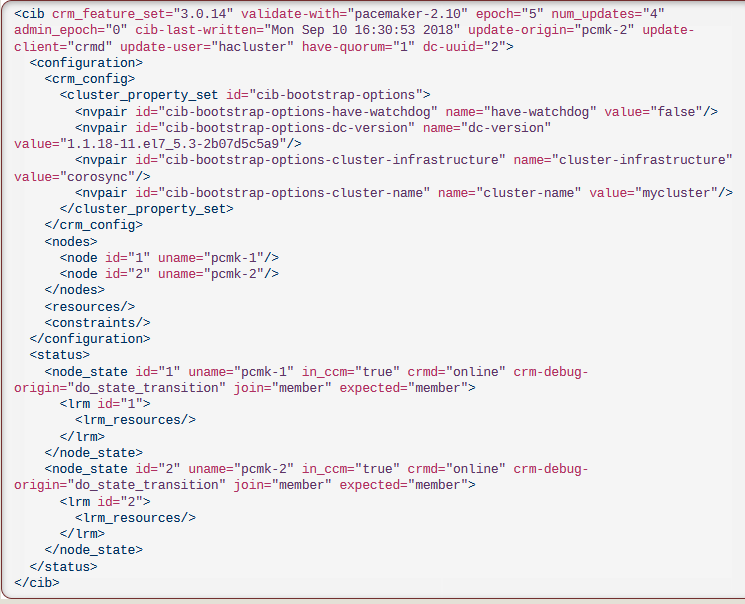 <cib crm_feature_set="3.0.14" validate-with="pacemaker-2.10" epoch="5" num_updates="4"
admin_epoch="0" cib-last-written="Mon Sep 10 16:30:53 2018" update-origin="pcmk-2" update-
client="crmd" update-user="hacluster" have-quorum="1" dc-uuid="2">
  <configuration>
    <crm_config>
      <cluster_property_set id="cib-bootstrap-options">
        <nvpair id="cib-bootstrap-options-have-watchdog" name="have-watchdog" value="false"/>
        <nvpair id="cib-bootstrap-options-dc-version" name="dc-version"
value="1.1.18-11.el7_5.3-2b07d5c5a9"/>
        <nvpair id="cib-bootstrap-options-cluster-infrastructure" name="cluster-infrastructure"
value="corosync"/>
        <nvpair id="cib-bootstrap-options-cluster-name" name="cluster-name" value="mycluster"/>
      </cluster_property_set>
    </crm_config>
    <nodes>
      <node id="1" uname="pcmk-1"/>
      <node id="2" uname="pcmk-2"/>
    </nodes>
    <resources/>
    <constraints/>
  </configuration>
  <status>
    <node_state id="1" uname="pcmk-1" in_ccm="true" crmd="online" crm-debug-
origin="do_state_transition" join="member" expected="member">
      <lrm id="1">
        <lrm_resources/>
      </lrm>
    </node_state>
    <node_state id="2" uname="pcmk-2" in_ccm="true" crmd="online" crm-debug-
origin="do_state_transition" join="member" expected="member">
      <lrm id="2">
        <lrm_resources/>
      </lrm>
    </node_state>
  </status>
</cib>